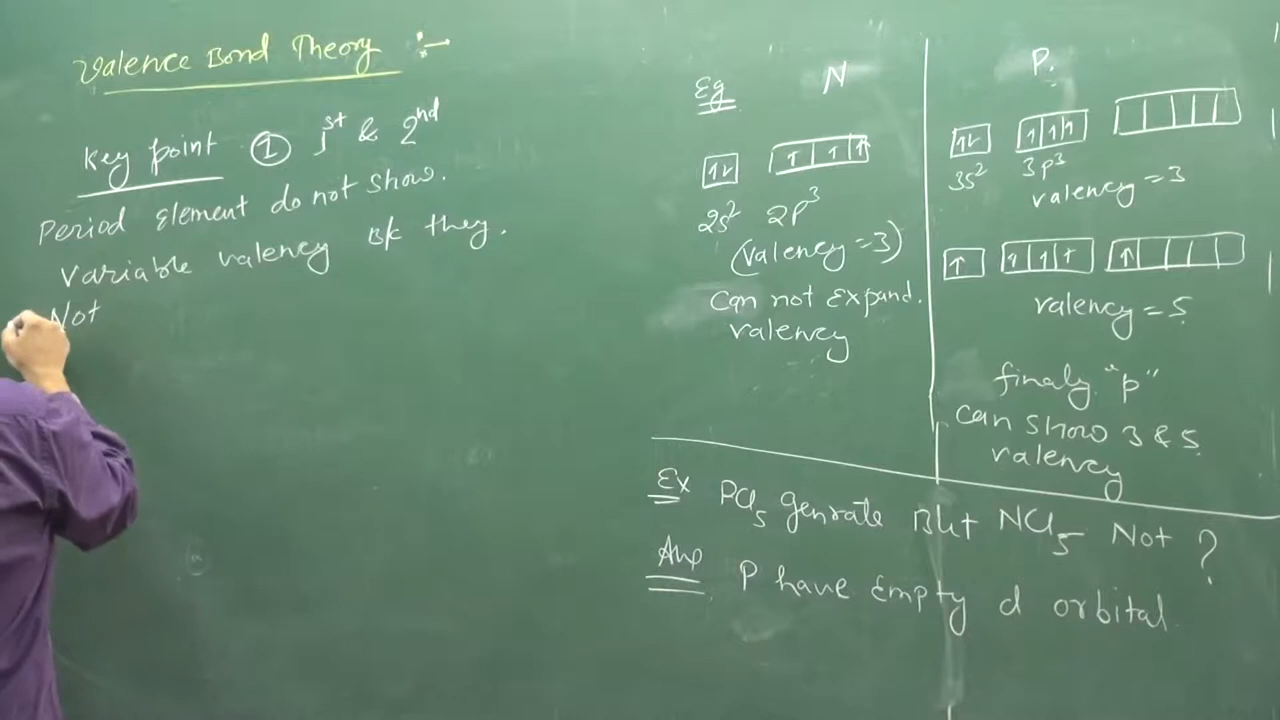 Valence Bond Theory :-
Key point ① 1st & 2nd
Period Element do not show.
variable valency B/c they.
Not
Eg N
2s² 2p³
(valency = 3)
Can not Expand.
valency
P.
3s² 3p³
valency = 3
valency = 5
finaly "p"
can show 3 & 5
valency
Ex PCl₅ genrate But NCl₅ Not ?
Ans P have Empty d orbital